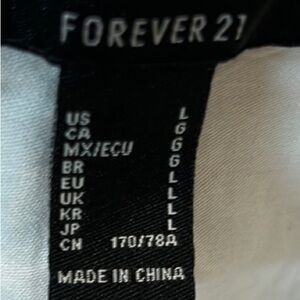 FOREVER 21
US L
CA G
MX/ECU G
BR G
EU L
UK L
KR L
JP L
CN 170/78A
MADE IN CHINA